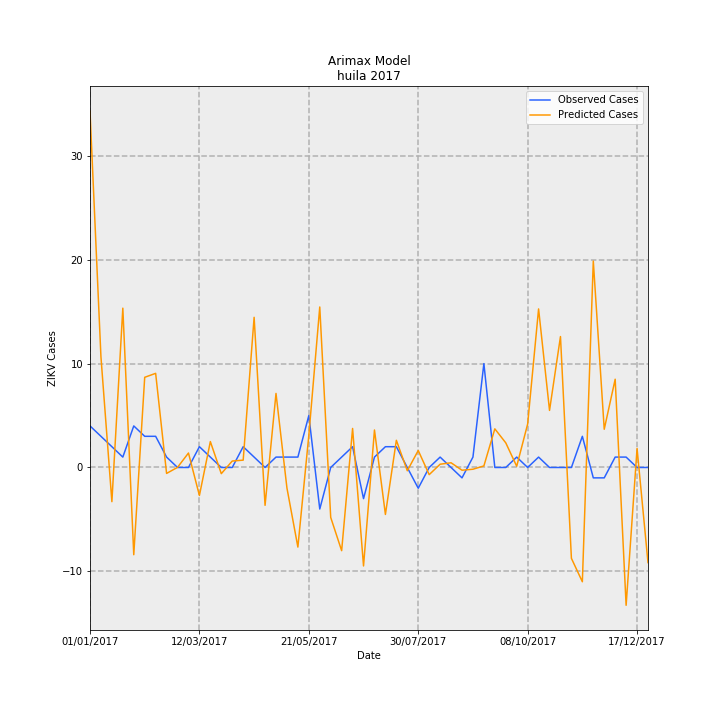 Arimax Model
huila 2017
Observed Cases
Predicted Cases
ZIKV Cases
30
20
10
0
−10
01/01/2017
12/03/2017
21/05/2017
30/07/2017
08/10/2017
17/12/2017
Date